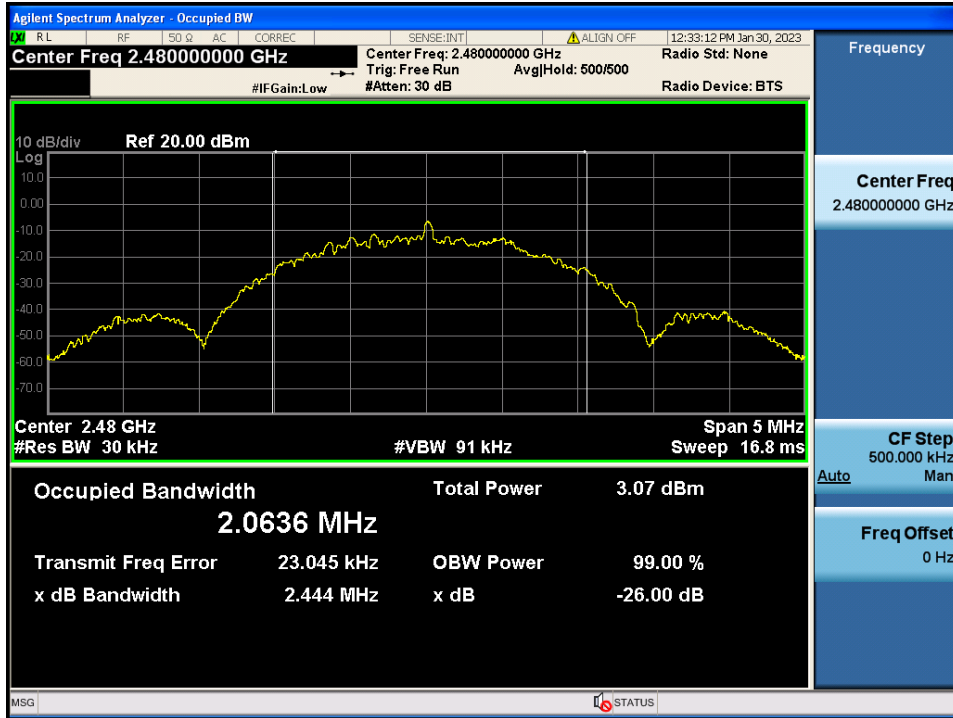 Agilent Spectrum Analyzer - Occupied BW
LXI RL RF 50 Ω AC CORREC SENSE:INT ALIGN OFF 12:33:12 PM Jan 30, 2023
Center Freq 2.480000000 GHz
Center Freq: 2.480000000 GHz Radio Std: None
Trig: Free Run Avg|Hold: 500/500
#IFGain:Low #Atten: 30 dB Radio Device: BTS
10 dB/div Ref 20.00 dBm
Log
10.0
0.00
-10.0
-20.0
-30.0
-40.0
-50.0
-60.0
-70.0
Center 2.48 GHz Span 5 MHz
#Res BW 30 kHz #VBW 91 kHz Sweep 16.8 ms
Occupied Bandwidth Total Power 3.07 dBm
2.0636 MHz
Transmit Freq Error 23.045 kHz OBW Power 99.00 %
x dB Bandwidth 2.444 MHz x dB -26.00 dB
Frequency
Center Freq
2.480000000 GHz
CF Step
500.000 kHz
Auto Man
Freq Offset
0 Hz
MSG STATUS